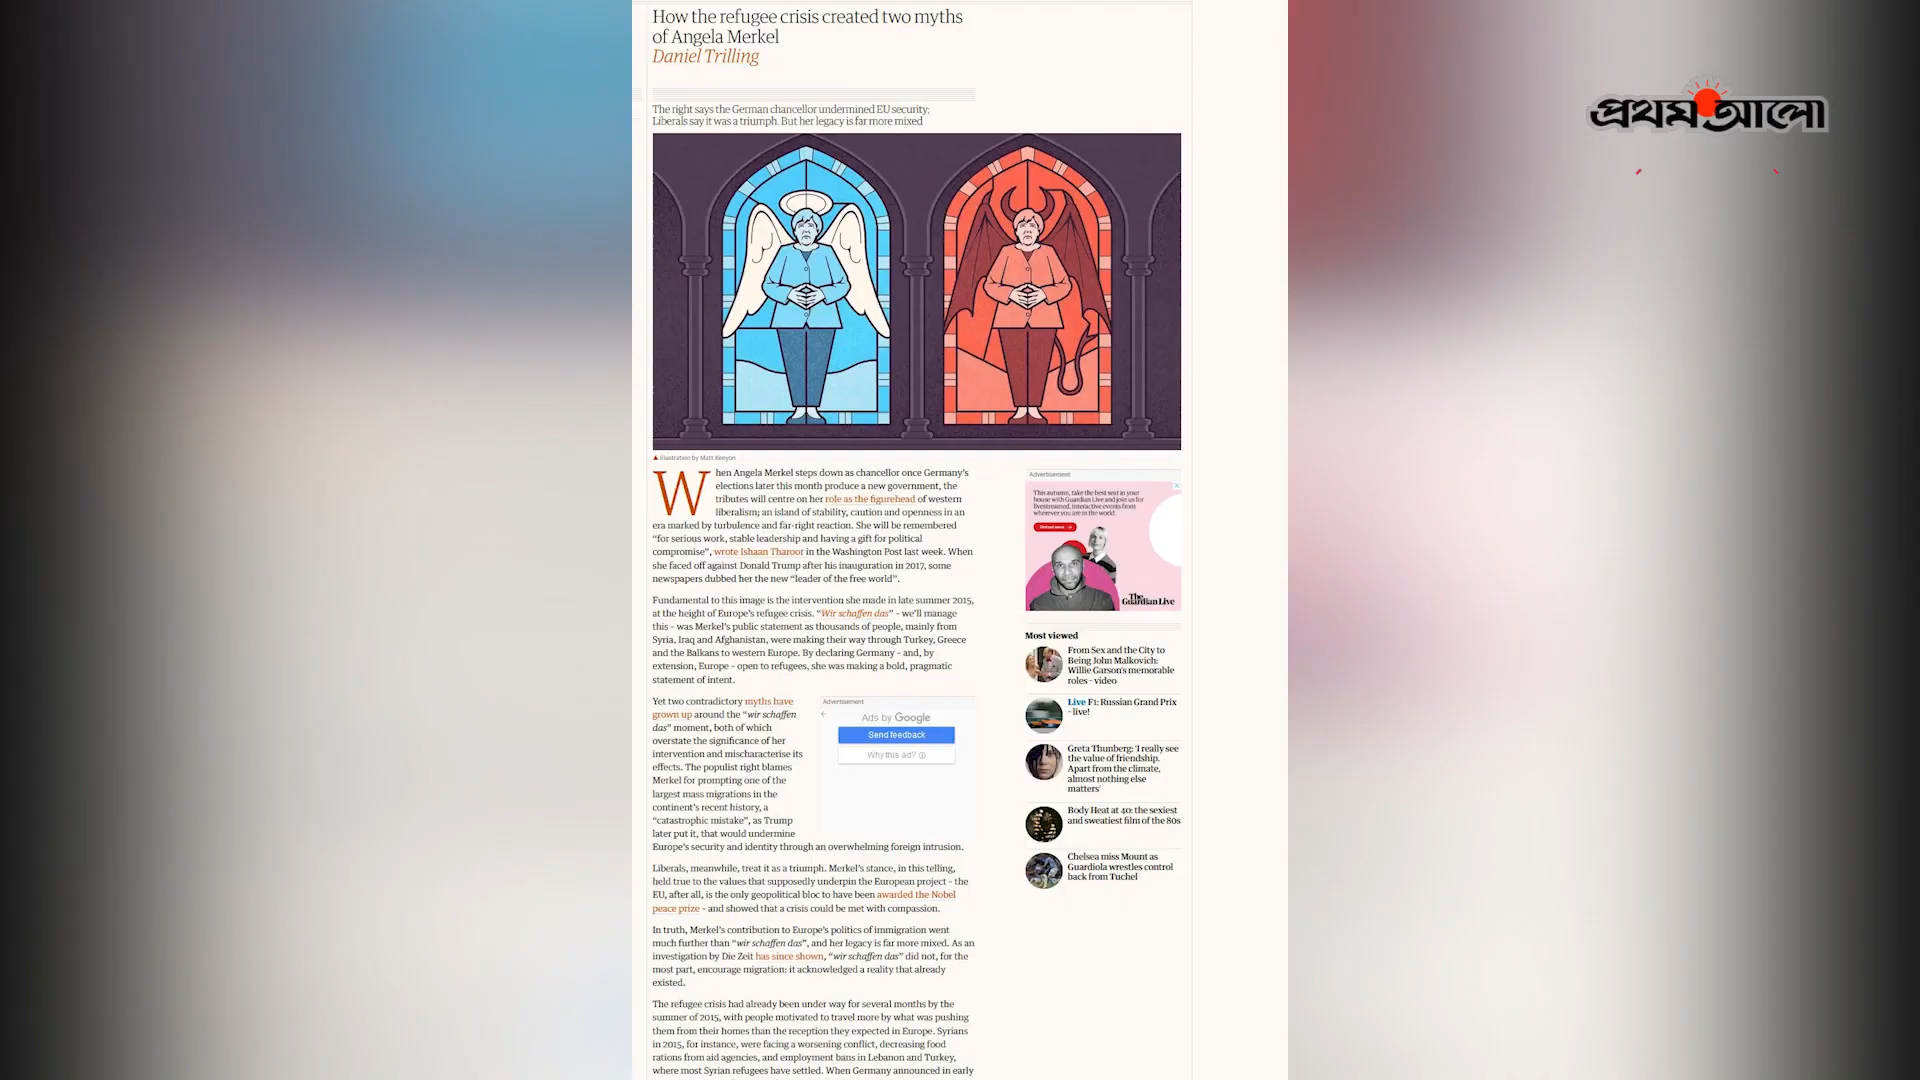 How the refugee crisis created two myths
of Angela Merkel
Daniel Trilling
The right says the German chancellor undermined EU security;
Liberals say it was a triumph. But her legacy is far more mixed
প্রথম আলো
Illustration by Matt Kenyon
When Angela Merkel steps down as chancellor once Germany's
elections later this month produce a new government, the
tributes will centre on her role as the figurehead of western
liberalism; an island of stability, caution and openness in an
era marked by turbulence and far-right reaction. She will be remembered
“for serious work, stable leadership and having a gift for political
compromise”, wrote Ishaan Tharoor in the Washington Post last week. When
she faced off against Donald Trump after his inauguration in 2017, some
newspapers dubbed her the new “leader of the free world”.
Fundamental to this image is the intervention she made in late summer 2015,
at the height of Europe's refugee crisis. “Wir schaffen das” – we'll manage
this – was Merkel's public statement as thousands of people, mainly from
Syria, Iraq and Afghanistan, were making their way through Turkey, Greece
and the Balkans to western Europe. By declaring Germany – and, by
extension, Europe – open to refugees, she was making a bold, pragmatic
statement of intent.
Yet two contradictory myths have
grown up around the “wir schaffen
das” moment, both of which
overstate the significance of her
intervention and mischaracterise its
effects. The populist right blames
Merkel for prompting one of the
largest mass migrations in the
continent's recent history, a
“catastrophic mistake”, as Trump
later put it, that would undermine
Europe's security and identity through an overwhelming foreign intrusion.
Advertisement
Ads by Google
Send feedback
Why this ad?
Liberals, meanwhile, treat it as a triumph. Merkel's stance, in this telling,
held true to the values that supposedly underpin the European project – the
EU, after all, is the only geopolitical bloc to have been awarded the Nobel
peace prize – and showed that a crisis could be met with compassion.
In truth, Merkel's contribution to Europe's politics of immigration went
much further than “wir schaffen das”, and her legacy is far more mixed. As an
investigation by Die Zeit has since shown, “wir schaffen das” did not, for the
most part, encourage migration: it acknowledged a reality that already
existed.
The refugee crisis had already been under way for several months by the
summer of 2015, with people motivated to travel more by what was pushing
them from their homes than the reception they expected in Europe. Syrians
in 2015, for instance, were facing a worsening conflict, decreasing food
rations from aid agencies, and employment bans in Lebanon and Turkey,
where most Syrian refugees have settled. When Germany announced in early
Advertisement
This autumn, take the best seat in your
house with Guardian Live and join us for
livestreamed, interactive events from
wherever you are in the world.
Find out more
The
Guardian Live
Most viewed
From Sex and the City to
Being John Malkovich:
Willie Garson's memorable
roles – video
Live F1: Russian Grand Prix
– live!
Greta Thunberg: ‘I really see
the value of friendship.
Apart from the climate,
almost nothing else
matters’
Body Heat at 40: the sexiest
and sweatiest film of the 80s
Chelsea miss Mount as
Guardiola wrestles control
back from Tuchel